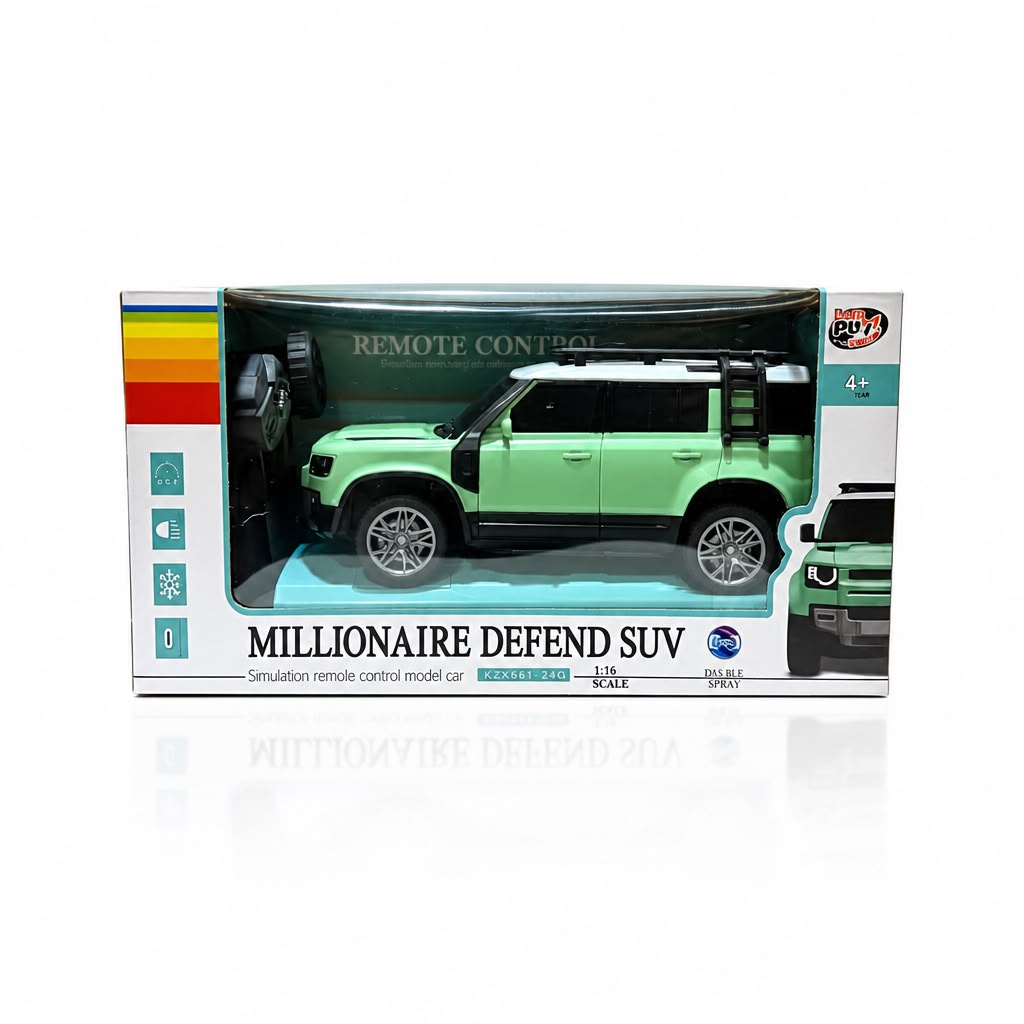 REMOTE CONTROL
PU
4+
YEAR
MILLIONAIRE DEFEND SUV
Simulation remole control model car
KZX661-24G
1:16
SCALE
DAS BLE
SPRAY